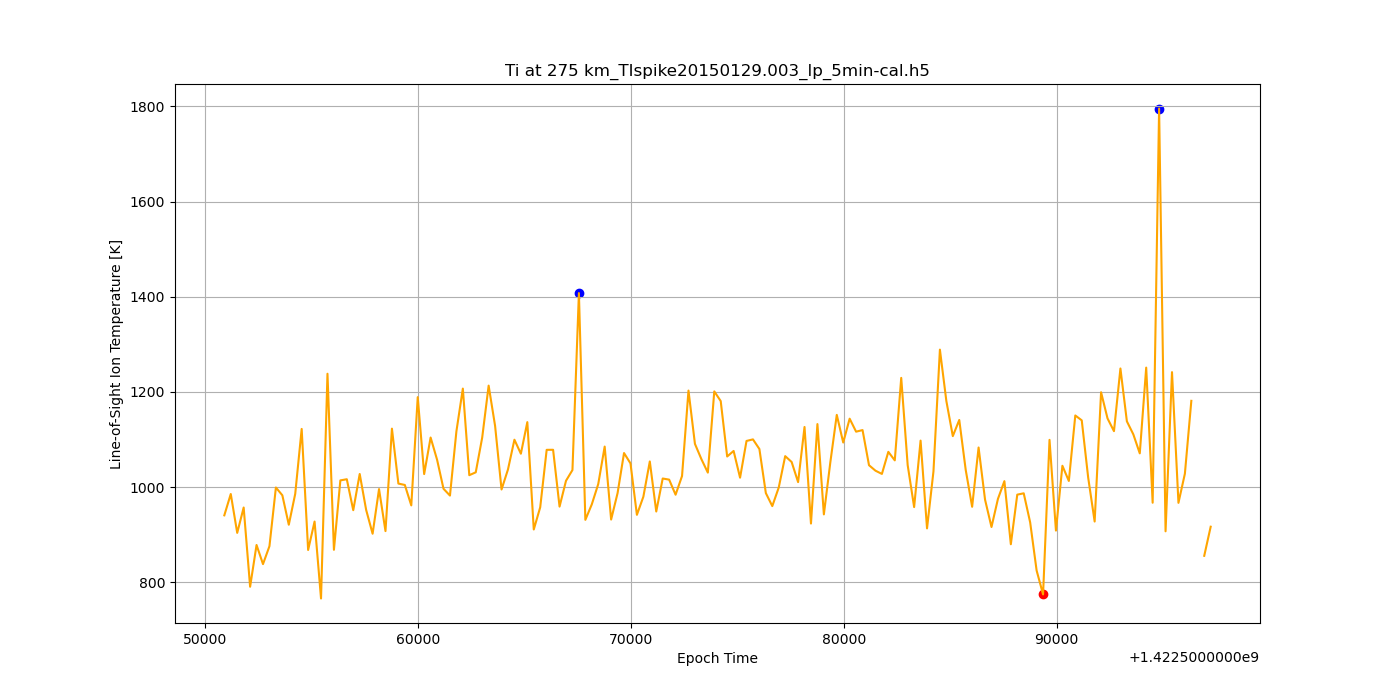 Ti at 275 km_TIspike20150129.003_lp_5min-cal.h5
Line-of-Sight Ion Temperature [K]
1800
1600
1400
1200
1000
800
50000 60000 70000 80000 90000
Epoch Time
+1.4225000000e9